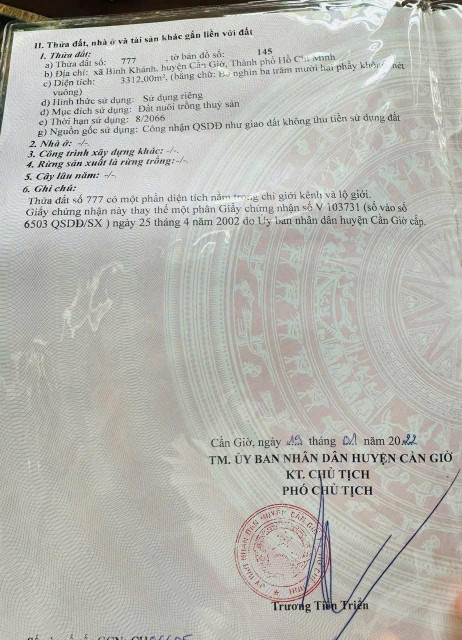 II. Thửa đất, nhà ở và tài sản khác gắn liền với đất
1. Thửa đất:
a) Thửa đất số: 777 , tờ bản đồ số: 145
b) Địa chỉ: xã Bình Khánh, huyện Cần Giờ, Thành phố Hồ Chí Minh
c) Diện tích: 3312,00m², (bằng chữ: Ba nghìn ba trăm mười hai phẩy không mét
vuông)
d) Hình thức sử dụng: Sử dụng riêng
đ) Mục đích sử dụng: Đất nuôi trồng thuỷ sản
e) Thời hạn sử dụng: 8/2066
g) Nguồn gốc sử dụng: Công nhận QSDĐ như giao đất không thu tiền sử dụng đất
2. Nhà ở: -/-.
3. Công trình xây dựng khác: -/-.
4. Rừng sản xuất là rừng trồng: -/-.
5. Cây lâu năm: -/-.
6. Ghi chú:
Thửa đất số 777 có một phần diện tích nằm trong chỉ giới kênh và lộ giới.
Giấy chứng nhận này thay thế một phần Giấy chứng nhận số V 103731 (số vào sổ
6503 QSDĐ/SX ) ngày 25 tháng 4 năm 2002 do Uỷ ban nhân dân huyện Cần Giờ cấp.
Cần Giờ, ngày 19 tháng 01 năm 2022
TM. ỦY BAN NHÂN DÂN HUYỆN CẦN GIỜ
KT. CHỦ TỊCH
PHÓ CHỦ TỊCH
Trương Tiến Triển